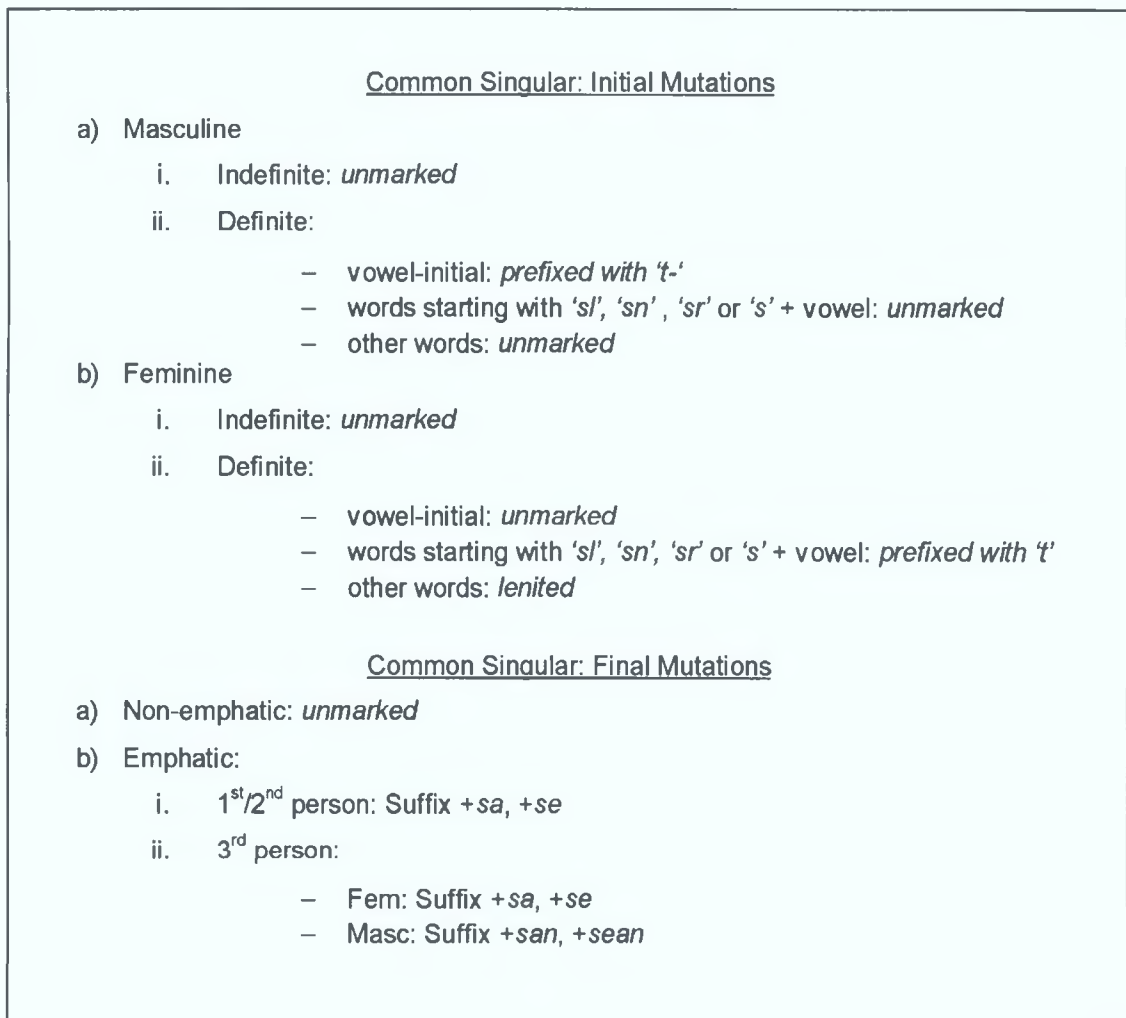 Common Singular: Initial Mutations
a) Masculine
i. Indefinite: unmarked
ii. Definite:
– vowel-initial: prefixed with 't-'
– words starting with 'sl', 'sn' , 'sr' or 's' + vowel: unmarked
– other words: unmarked
b) Feminine
i. Indefinite: unmarked
ii. Definite:
– vowel-initial: unmarked
– words starting with 'sl', 'sn', 'sr' or 's' + vowel: prefixed with 't'
– other words: lenited
Common Singular: Final Mutations
a) Non-emphatic: unmarked
b) Emphatic:
i. 1st/2nd person: Suffix +sa, +se
ii. 3rd person:
– Fem: Suffix +sa, +se
– Masc: Suffix +san, +sean